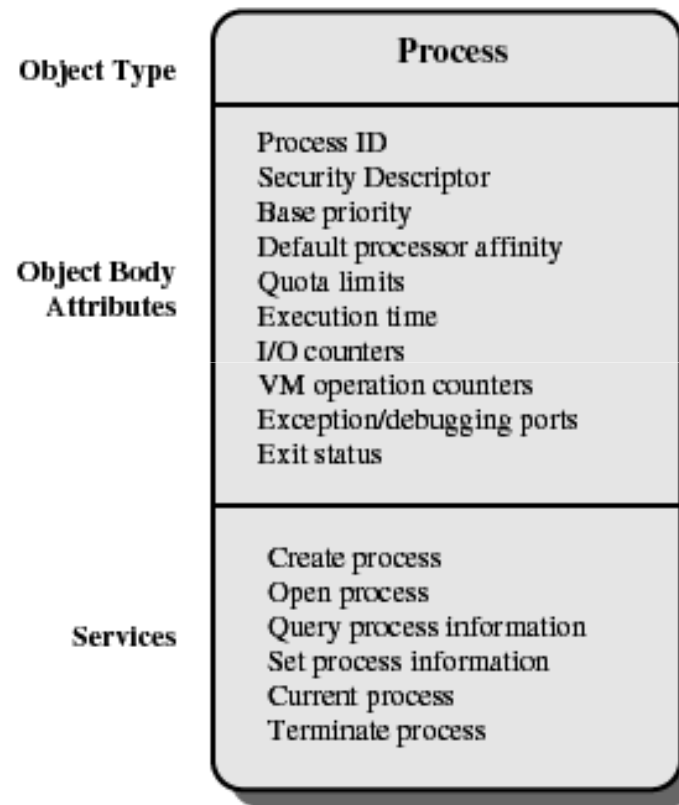 Object Type
Process
Object Body
Attributes
Process ID
Security Descriptor
Base priority
Default processor affinity
Quota limits
Execution time
I/O counters
VM operation counters
Exception/debugging ports
Exit status
Services
Create process
Open process
Query process information
Set process information
Current process
Terminate process